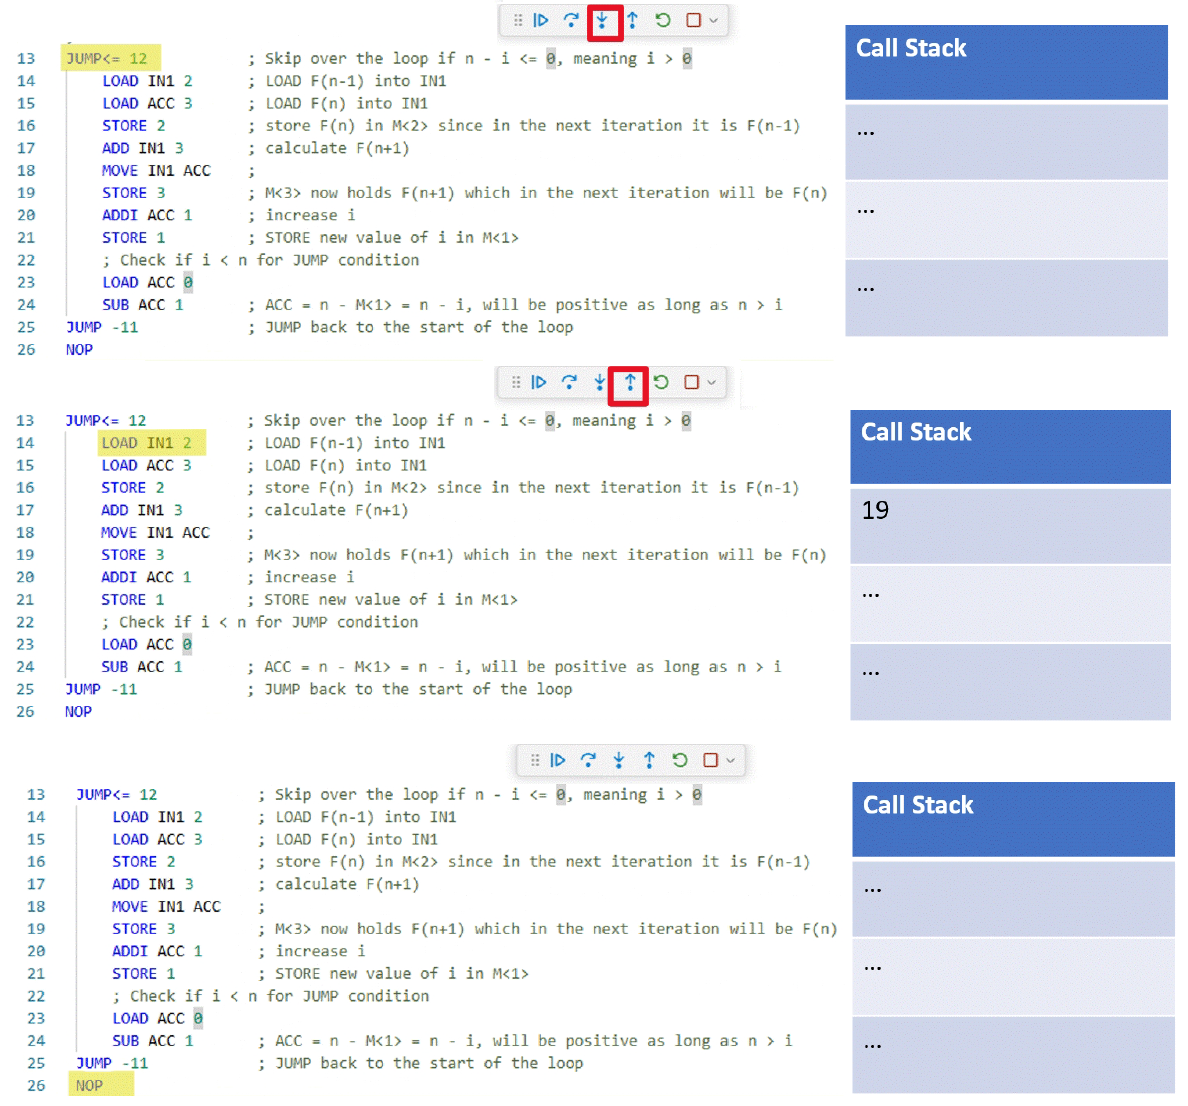 Call Stack
13 JUMP<= 12 ; Skip over the loop if n - i <= 0, meaning i > 0
14 LOAD IN1 2 ; LOAD F(n-1) into IN1
15 LOAD ACC 3 ; LOAD F(n) into IN1
16 STORE 2 ; store F(n) in M<2> since in the next iteration it is F(n-1)
17 ADD IN1 3 ; calculate F(n+1)
18 MOVE IN1 ACC ;
19 STORE 3 ; M<3> now holds F(n+1) which in the next iteration will be F(n)
20 ADDI ACC 1 ; increase i
21 STORE 1 ; STORE new value of i in M<1>
22 ; Check if i < n for JUMP condition
23 LOAD ACC 0
24 SUB ACC 1 ; ACC = n - M<1> = n - i, will be positive as long as n > i
25 JUMP -11 ; JUMP back to the start of the loop
26 NOP
...
...
...
13 JUMP<= 12 ; Skip over the loop if n - i <= 0, meaning i > 0
14 LOAD IN1 2 ; LOAD F(n-1) into IN1
15 LOAD ACC 3 ; LOAD F(n) into IN1
16 STORE 2 ; store F(n) in M<2> since in the next iteration it is F(n-1)
17 ADD IN1 3 ; calculate F(n+1)
18 MOVE IN1 ACC ;
19 STORE 3 ; M<3> now holds F(n+1) which in the next iteration will be F(n)
20 ADDI ACC 1 ; increase i
21 STORE 1 ; STORE new value of i in M<1>
22 ; Check if i < n for JUMP condition
23 LOAD ACC 0
24 SUB ACC 1 ; ACC = n - M<1> = n - i, will be positive as long as n > i
25 JUMP -11 ; JUMP back to the start of the loop
26 NOP
Call Stack
19
...
...
13 JUMP<= 12 ; Skip over the loop if n - i <= 0, meaning i > 0
14 LOAD IN1 2 ; LOAD F(n-1) into IN1
15 LOAD ACC 3 ; LOAD F(n) into IN1
16 STORE 2 ; store F(n) in M<2> since in the next iteration it is F(n-1)
17 ADD IN1 3 ; calculate F(n+1)
18 MOVE IN1 ACC ;
19 STORE 3 ; M<3> now holds F(n+1) which in the next iteration will be F(n)
20 ADDI ACC 1 ; increase i
21 STORE 1 ; STORE new value of i in M<1>
22 ; Check if i < n for JUMP condition
23 LOAD ACC 0
24 SUB ACC 1 ; ACC = n - M<1> = n - i, will be positive as long as n > i
25 JUMP -11 ; JUMP back to the start of the loop
26 NOP
Call Stack
...
...
...